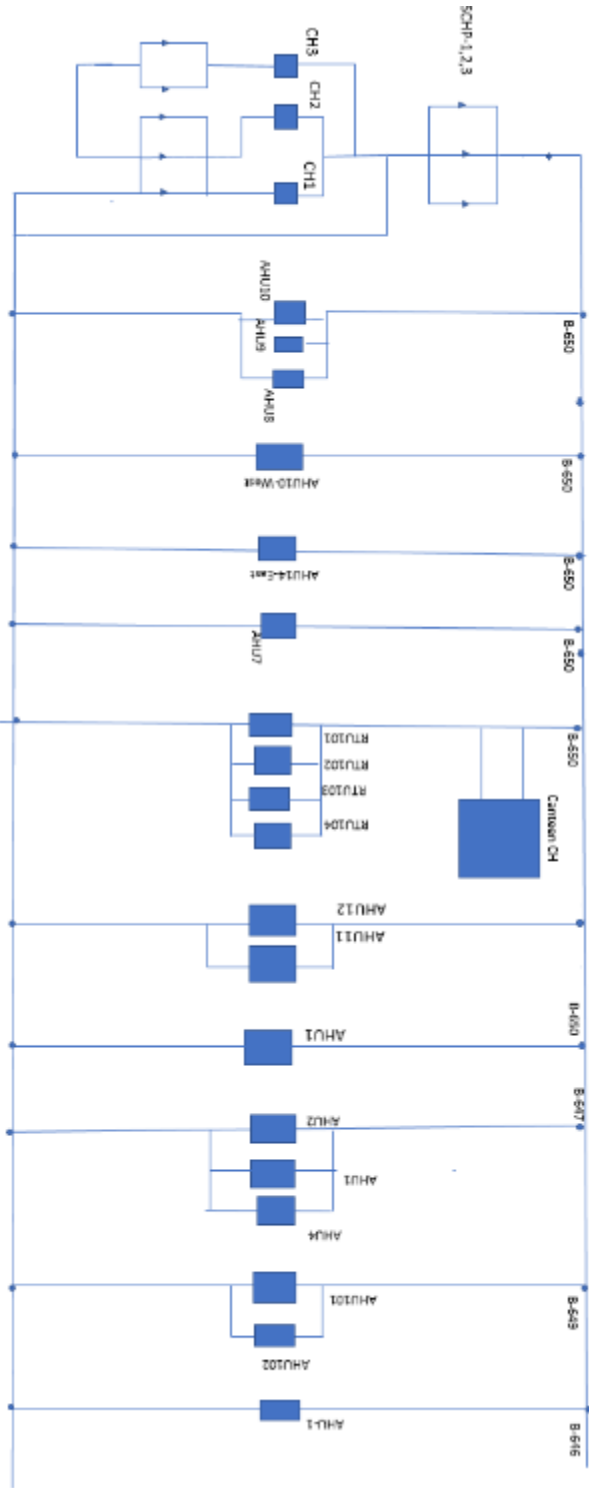 SCHP-1,2,3
CH3
CH2
CH1
AHU10
AHU9
AHU8
B-650
AHU10-West
B-650
AHU14-East
B-650
AHU7
B-650
RTU101
RTU102
RTU103
RTU104
B-650
Canteen CH
AHU12
AHU11
AHU1
B-650
AHU2
AHU1
AHU4
B-647
AHU101
AHU102
B-649
AHU-1
B-646